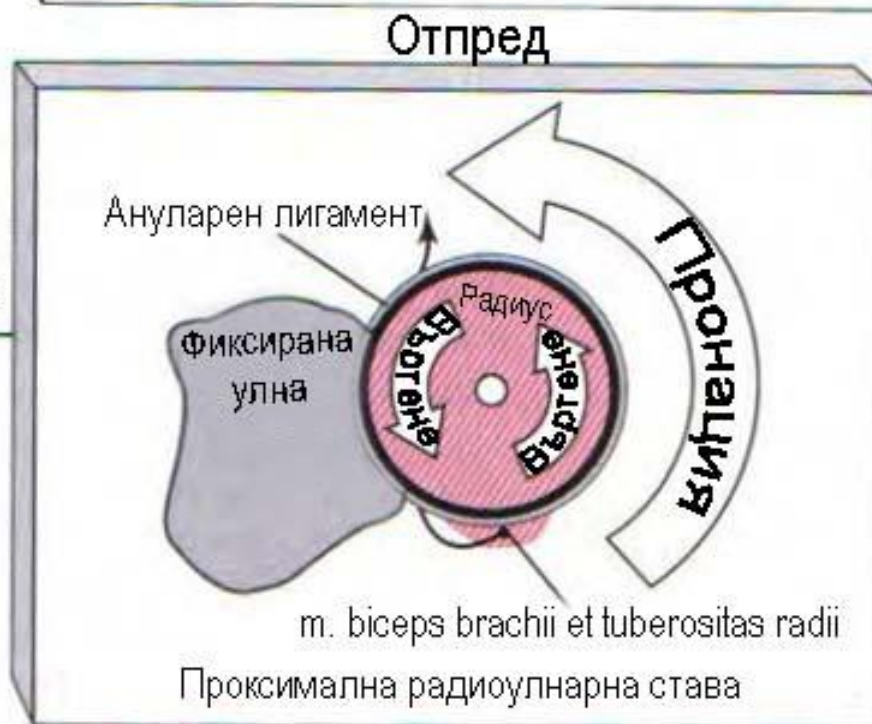 Отпред
Ануларен лигамент
Пронация
Радиус
Фиксирана
улна
Въртене
Въртене
m. biceps brachii et tuberositas radii
Проксимална радиоулнарна става